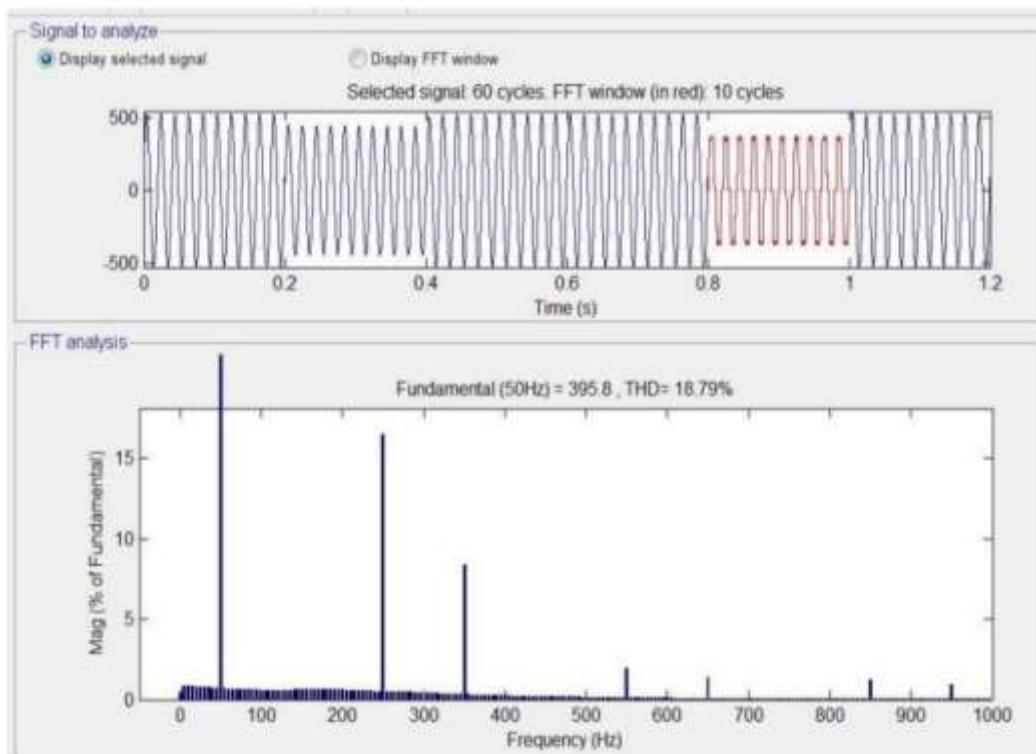 Signal to analyze
Display selected signal
Display FFT window
Selected signal: 60 cycles. FFT window (in red): 10 cycles
500
0
-500
0 0.2 0.4 0.6 0.8 1 1.2
Time (s)
FFT analysis
Fundamental (50Hz) = 395.8 , THD= 18.79%
Mag (% of Fundamental)
15
10
5
0
0 100 200 300 400 500 600 700 800 900 1000
Frequency (Hz)